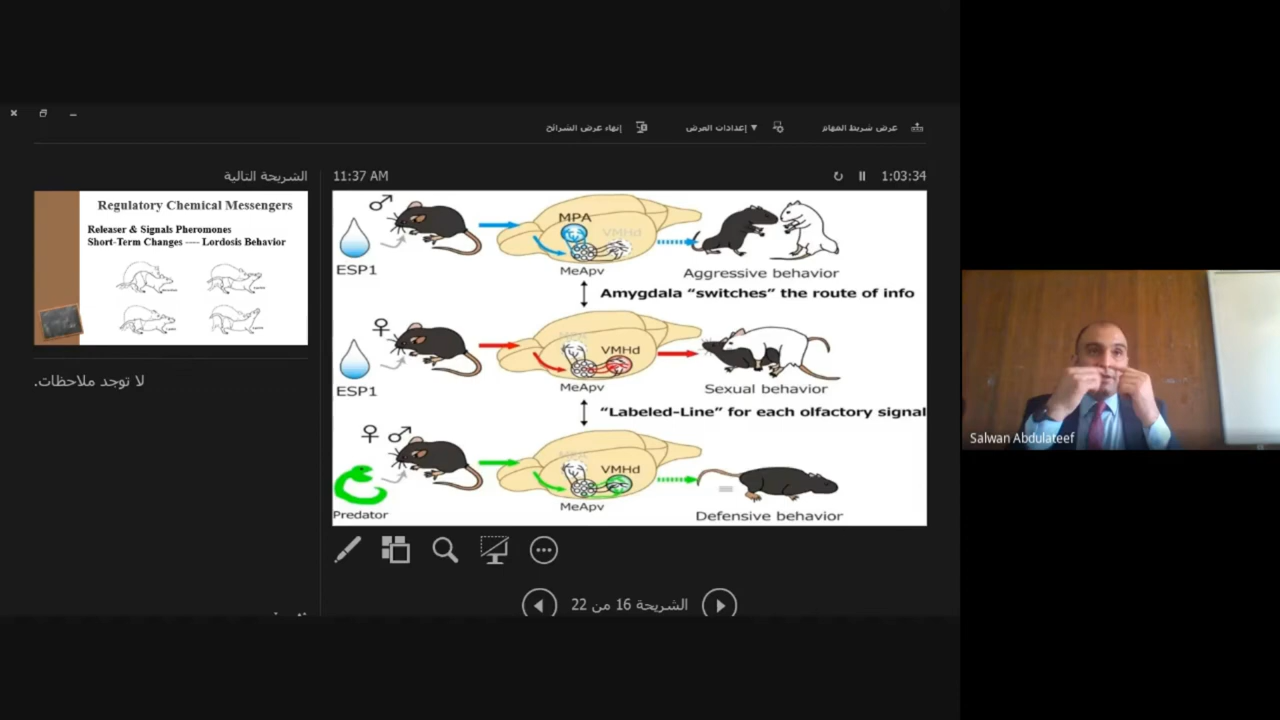 عرض شريط المهام
إعدادات العرض
إنهاء عرض الشرائح
الشريحة التالية
11:37 AM
1:03:34
Regulatory Chemical Messengers
Releaser & Signals Pheromones
Short-Term Changes ---- Lordosis Behavior
لا توجد ملاحظات.
MPA
VMHd
ESP1
MeApv
Aggressive behavior
Amygdala “switches” the route of info
VMHd
ESP1
MeApv
Sexual behavior
“Labeled-Line” for each olfactory signal
VMHd
Predator
MeApv
Defensive behavior
الشريحة 16 من 22
Salwan Abdulateef